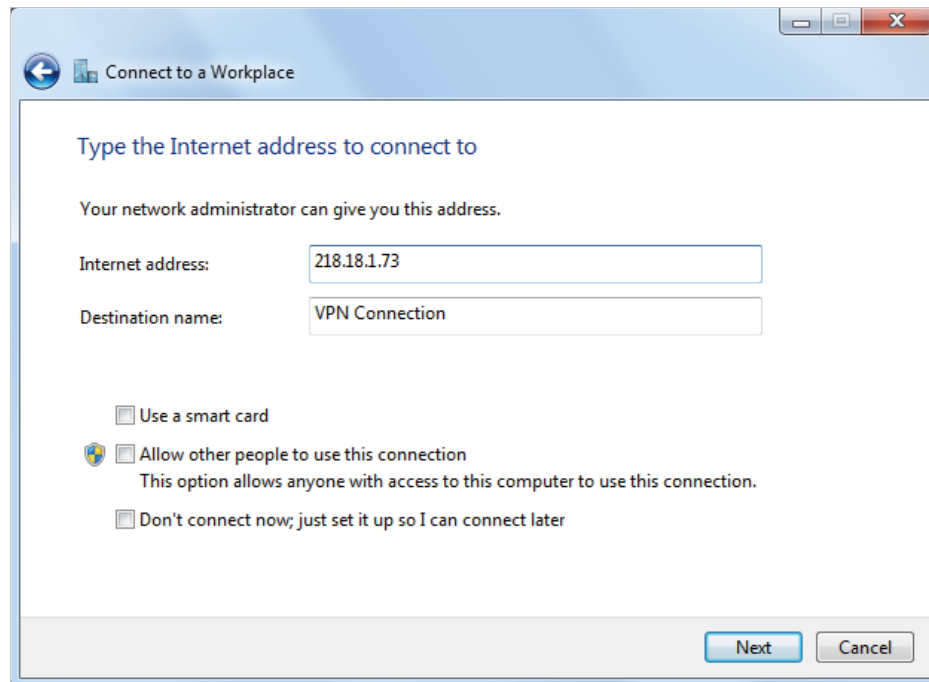 Connect to a Workplace
Type the Internet address to connect to
Your network administrator can give you this address.
Internet address: 218.18.1.73
Destination name: VPN Connection
Use a smart card
Allow other people to use this connection
This option allows anyone with access to this computer to use this connection.
Don't connect now; just set it up so I can connect later
Next Cancel